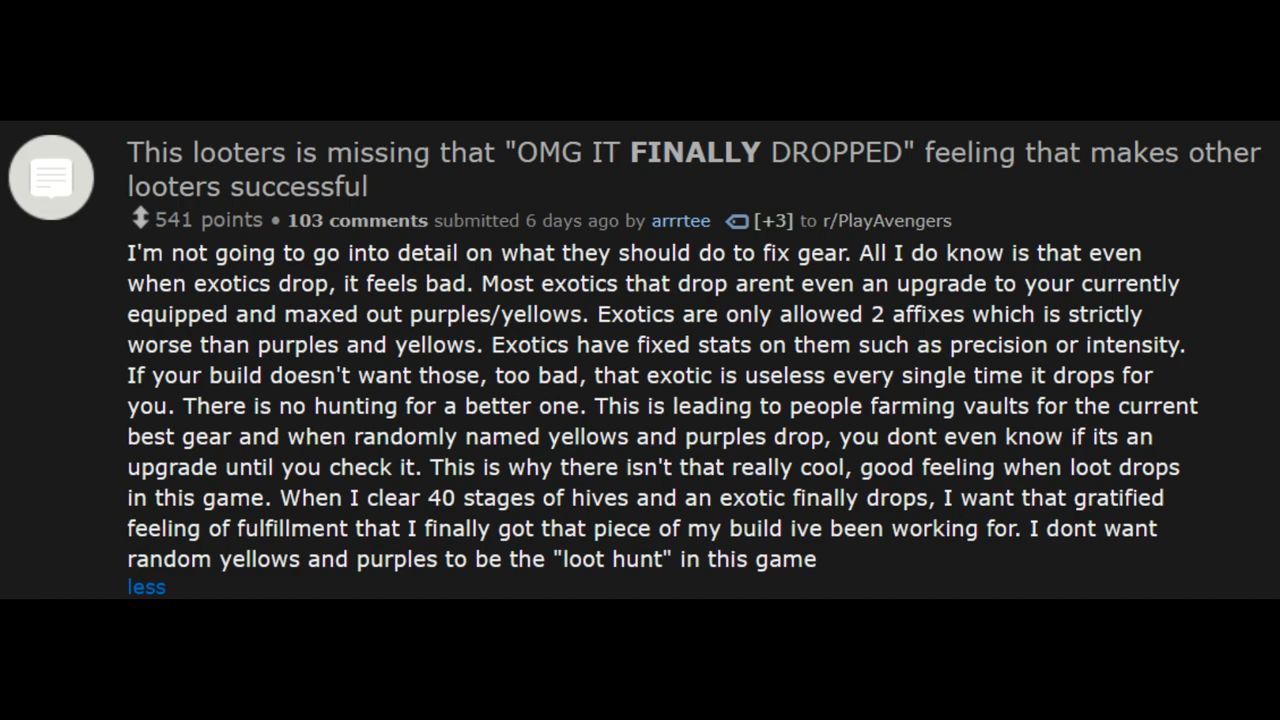 This looters is missing that "OMG IT FINALLY DROPPED" feeling that makes other
looters successful
541 points • 103 comments submitted 6 days ago by arrrtee [+3] to r/PlayAvengers
I'm not going to go into detail on what they should do to fix gear. All I do know is that even
when exotics drop, it feels bad. Most exotics that drop arent even an upgrade to your currently
equipped and maxed out purples/yellows. Exotics are only allowed 2 affixes which is strictly
worse than purples and yellows. Exotics have fixed stats on them such as precision or intensity.
If your build doesn't want those, too bad, that exotic is useless every single time it drops for
you. There is no hunting for a better one. This is leading to people farming vaults for the current
best gear and when randomly named yellows and purples drop, you dont even know if its an
upgrade until you check it. This is why there isn't that really cool, good feeling when loot drops
in this game. When I clear 40 stages of hives and an exotic finally drops, I want that gratified
feeling of fulfillment that I finally got that piece of my build ive been working for. I dont want
random yellows and purples to be the "loot hunt" in this game
less